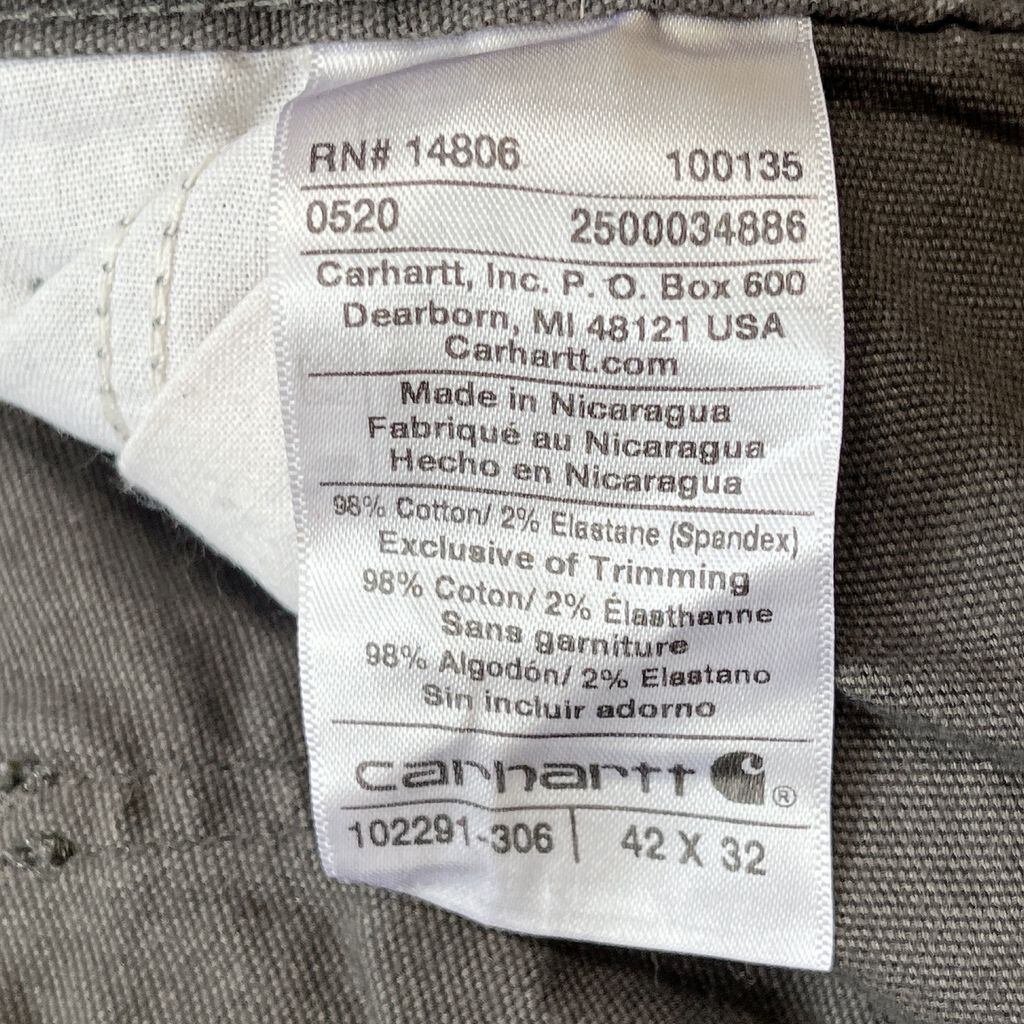 RN# 14806 100135
0520 2500034886
Carhartt, Inc. P. O. Box 600
Dearborn, MI 48121 USA
Carhartt.com
Made in Nicaragua
Fabriqué au Nicaragua
Hecho en Nicaragua
98% Cotton/ 2% Elastane (Spandex)
Exclusive of Trimming
98% Coton/ 2% Élasthanne
Sans garniture
98% Algodón/ 2% Elastano
Sin incluir adorno
carhartt ®
102291-306 | 42 X 32